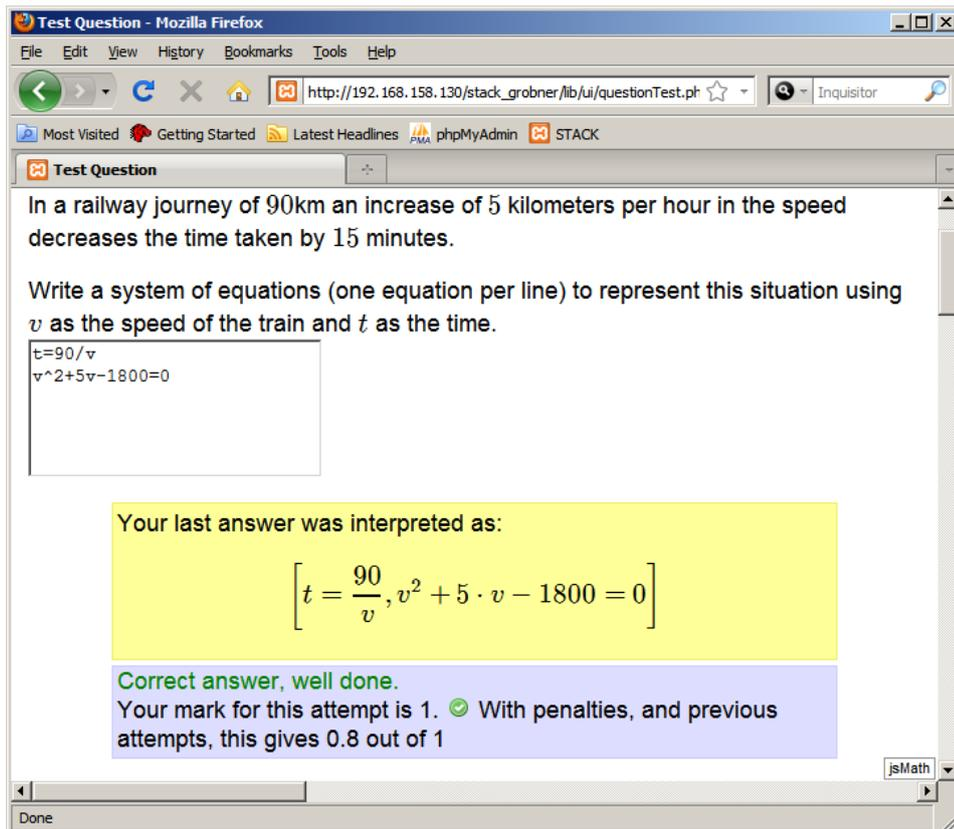 Test Question - Mozilla Firefox
File Edit View History Bookmarks Tools Help
http://192.168.158.130/stack_grobner/lib/ui/questionTest.ph Inquisitor
Most Visited Getting Started Latest Headlines PMA phpMyAdmin STACK
Test Question
In a railway journey of 90km an increase of 5 kilometers per hour in the speed
decreases the time taken by 15 minutes.
Write a system of equations (one equation per line) to represent this situation using
v as the speed of the train and t as the time.
t=90/v
v^2+5v-1800=0
Your last answer was interpreted as:
[t = 90/v, v² + 5 · v − 1800 = 0]
Correct answer, well done.
Your mark for this attempt is 1. With penalties, and previous
attempts, this gives 0.8 out of 1
jsMath
Done